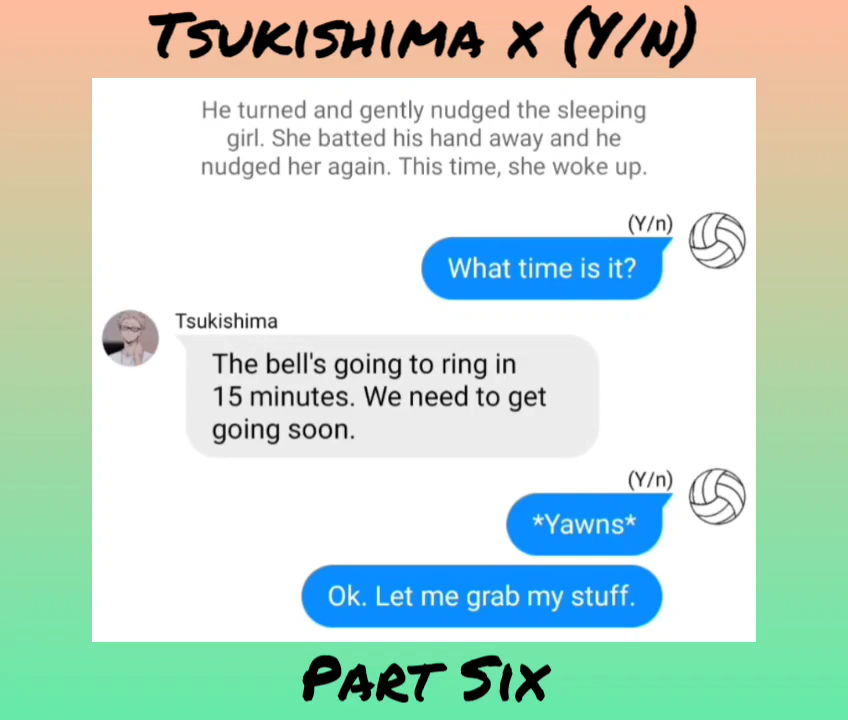 Tsukishima x (Y/N)
He turned and gently nudged the sleeping
girl. She batted his hand away and he
nudged her again. This time, she woke up.
(Y/n)
What time is it?
Tsukishima
The bell's going to ring in
15 minutes. We need to get
going soon.
(Y/n)
*Yawns*
Ok. Let me grab my stuff.
Part Six